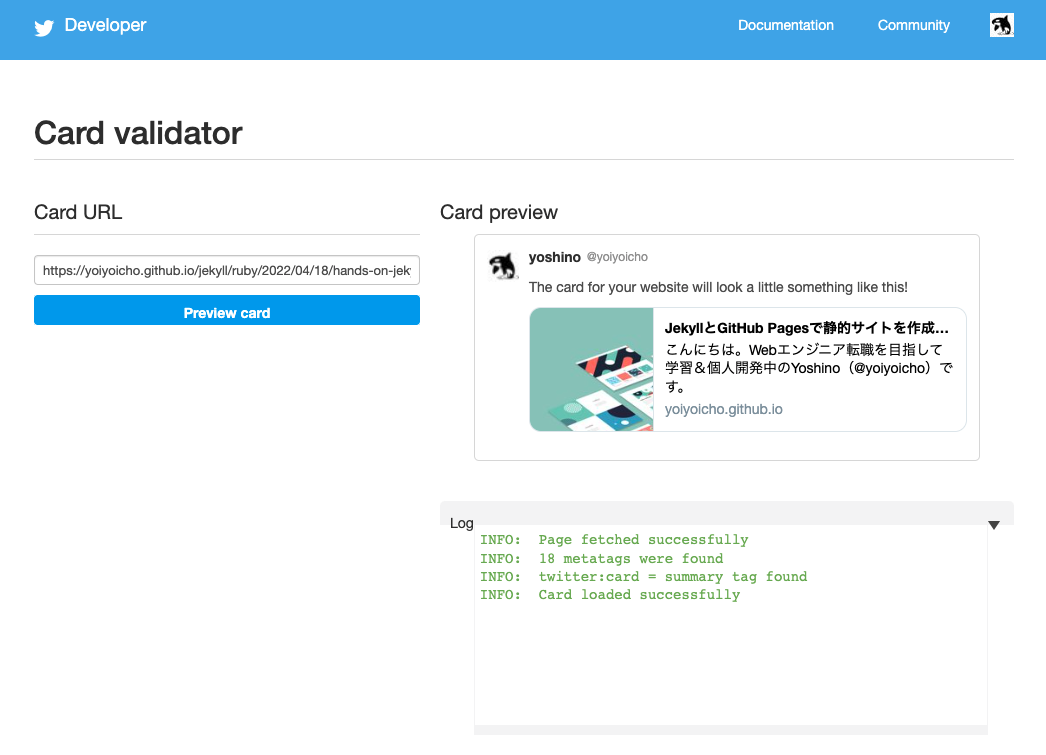 Developer
Documentation
Community
Card validator
Card URL
https://yoiyoicho.github.io/jekyll/ruby/2022/04/18/hands-on-jek
Preview card
Card preview
yoshino @yoiyoicho
The card for your website will look a little something like this!
JekyllとGitHub Pagesで静的サイトを作成...
こんにちは。Webエンジニア転職を目指して
学習＆個人開発中のYoshino（@yoiyoicho）で
す。
yoiyoicho.github.io
Log
INFO: Page fetched successfully
INFO: 18 metatags were found
INFO: twitter:card = summary tag found
INFO: Card loaded successfully